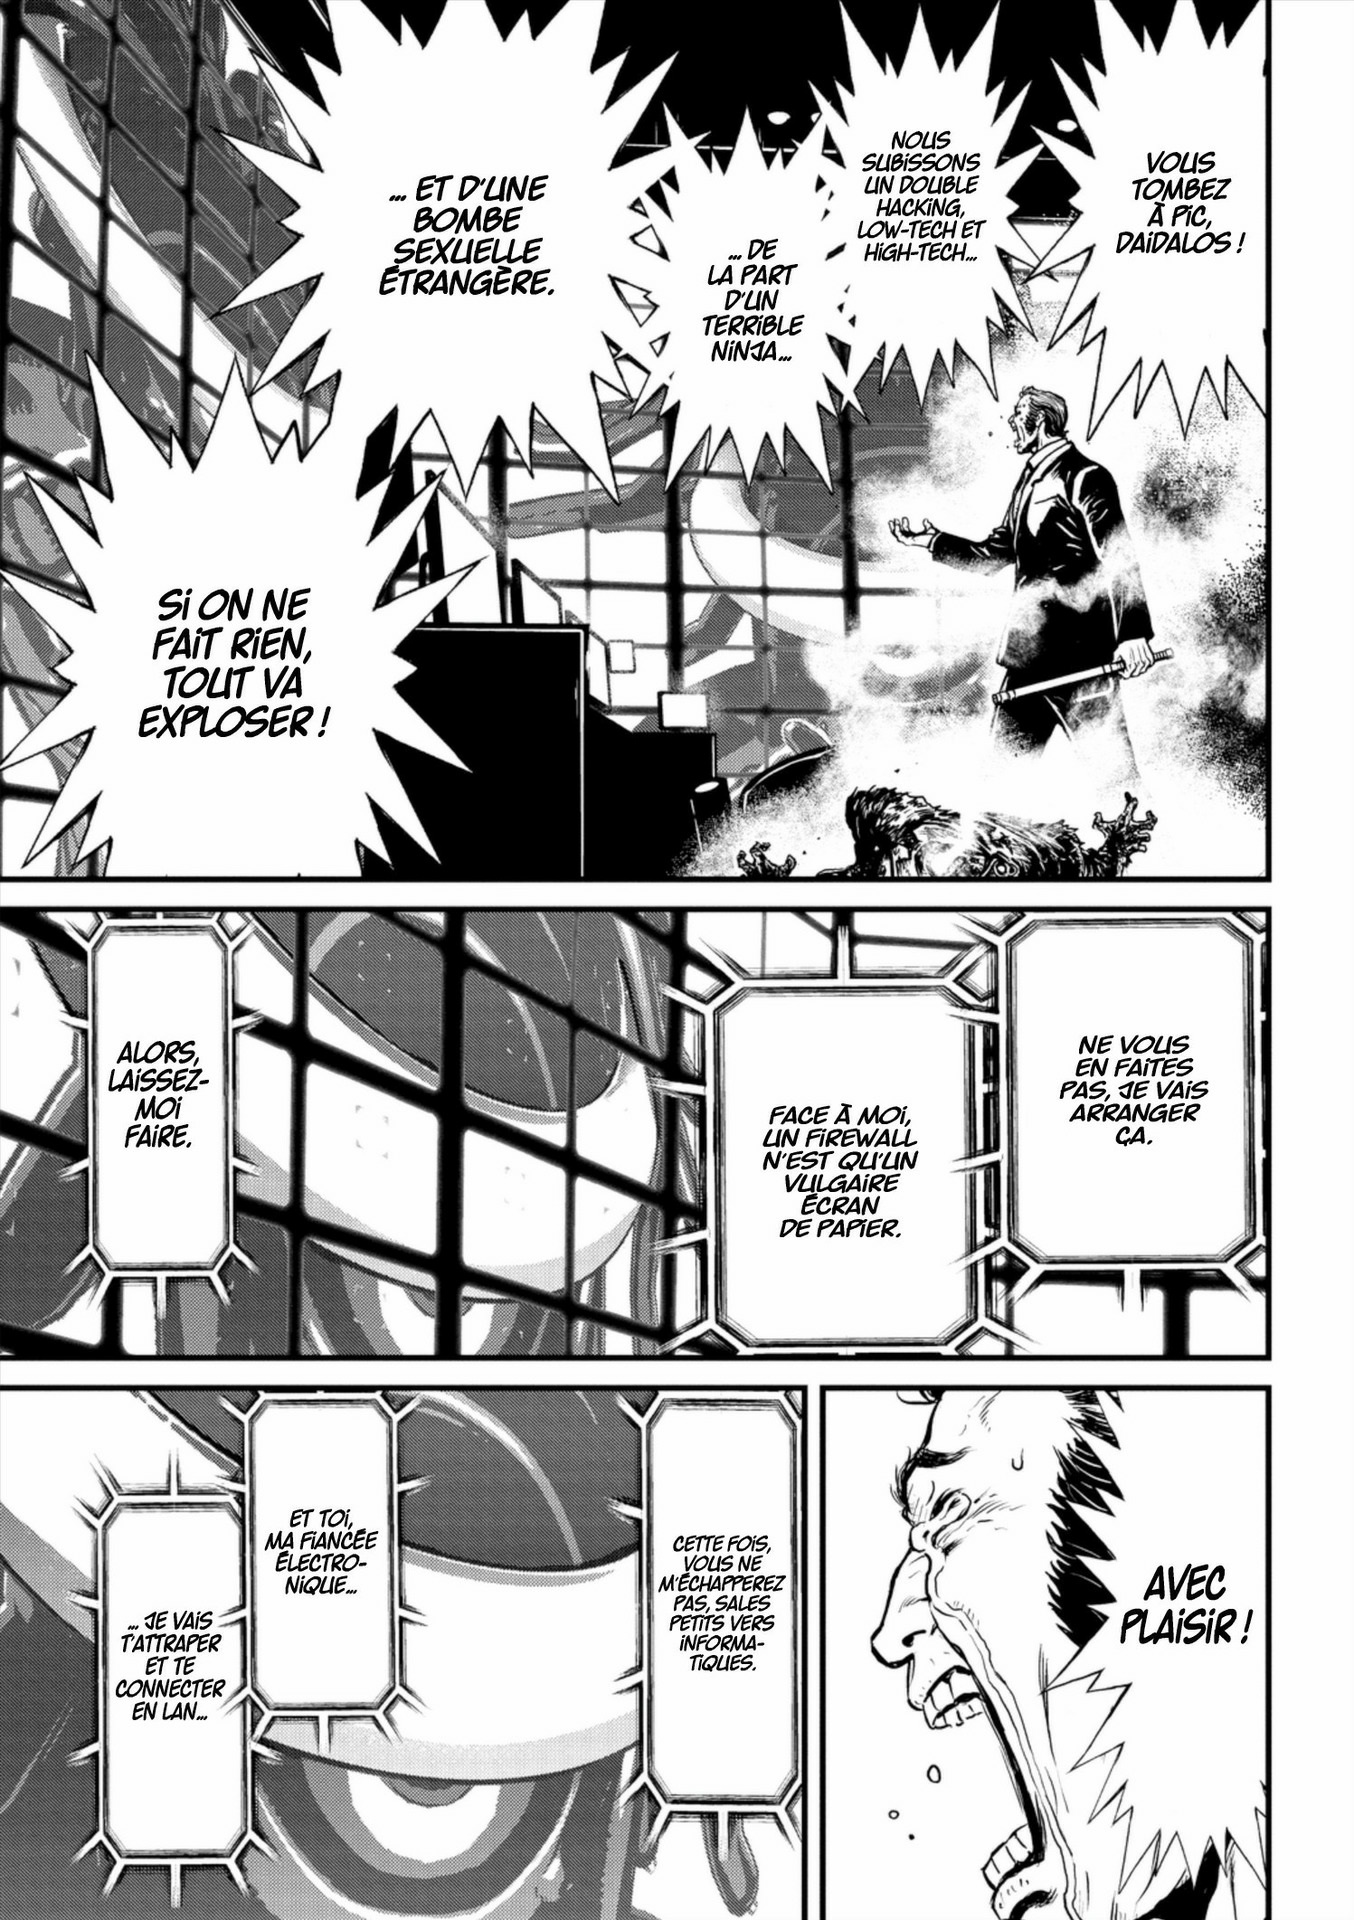 VOUS
TOMBEZ
À PIC,
DAIDALOS !
NOUS
SUBISSONS
UN DOUBLE
HACKING,
LOW-TECH ET
HIGH-TECH...
... DE
LA PART
D'UN
TERRIBLE
NINJA...
... ET D'UNE
BOMBE
SEXUELLE
ÉTRANGÈRE.
SI ON NE
FAIT RIEN,
TOUT VA
EXPLOSER !
NE VOUS
EN FAITES
PAS, JE VAIS
ARRANGER
ÇA.
FACE À MOI,
UN FIREWALL
N'EST QU'UN
VULGAIRE
ÉCRAN
DE PAPIER.
ALORS,
LAISSEZ-
MOI
FAIRE.
AVEC
PLAISIR !
CETTE FOIS,
VOUS NE
M'ÉCHAPPEREZ
PAS, SALES
PETITS VERS
INFORMA-
TIQUES.
ET TOI,
MA FIANCÉE
ÉLECTRO-
NIQUE...
... JE VAIS
T'ATTRAPER
ET TE
CONNECTER
EN LAN...